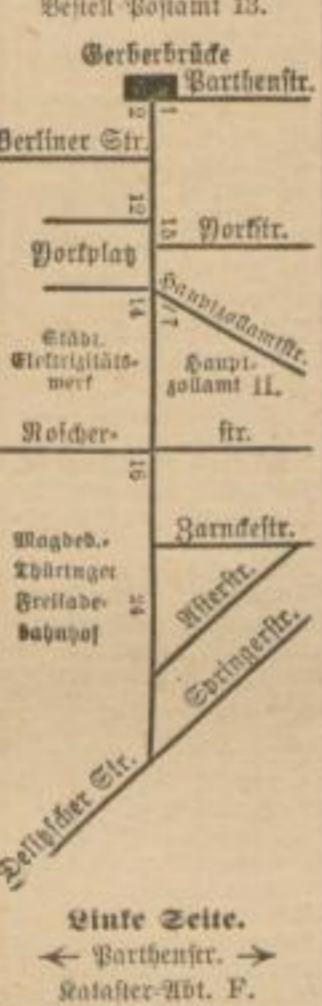 Bestell-Postamt 13.
Gerberbrücke
Parthenstr.
2 1
Berliner Str.
12
13 Yorkstr.
Yorkplatz
14 17 Hauptzollamtstr.
Städt. Elektrizitäts-
werk
Haupt-
zollamt II.
Roscher- str.
16
Zarnckestr.
Magdeb.-
Thüringer
Freilade-
bahnhof
24
Afterstr.
Springerstr.
Delitzscher Str.
Linke Seite.
← Parthenstr. →
Kataster-Abt. F.